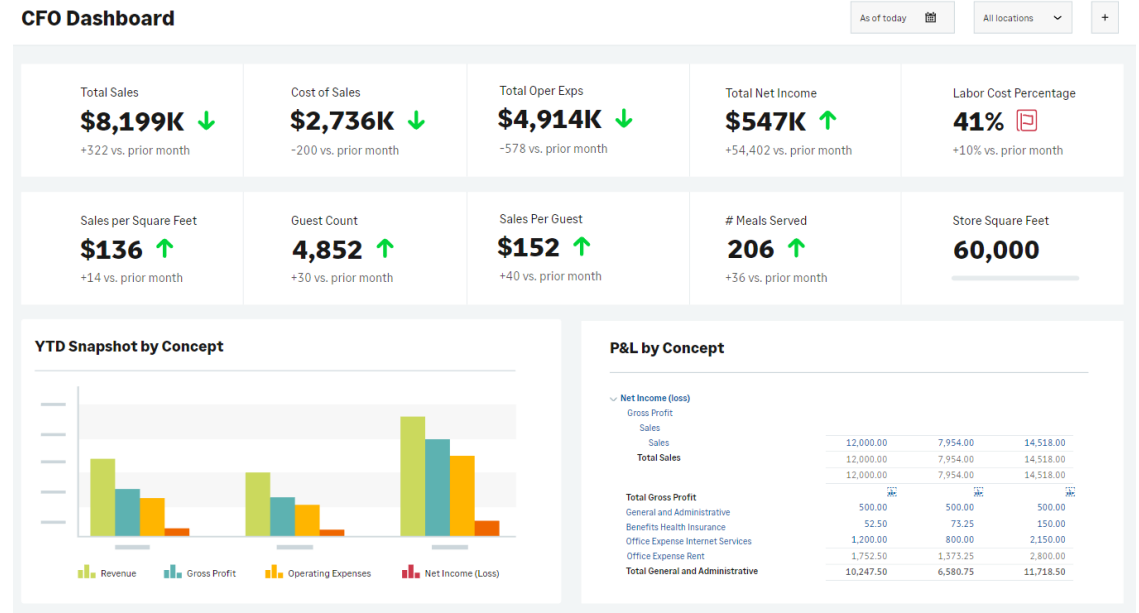 CFO Dashboard
As of today
All locations
+
Total Sales
$8,199K
+322 vs. prior month
Cost of Sales
$2,736K
-200 vs. prior month
Total Oper Exps
$4,914K
-578 vs. prior month
Total Net Income
$547K
+54,402 vs. prior month
Labor Cost Percentage
41%
+10% vs. prior month
Sales per Square Feet
$136
+14 vs. prior month
Guest Count
4,852
+30 vs. prior month
Sales Per Guest
$152
+40 vs. prior month
# Meals Served
206
+36 vs. prior month
Store Square Feet
60,000
YTD Snapshot by Concept
Revenue
Gross Profit
Operating Expenses
Net Income (Loss)
P&L by Concept
Net Income (loss)
Gross Profit
Sales
Sales 12,000.00 7,954.00 14,518.00
Total Sales 12,000.00 7,954.00 14,518.00
12,000.00 7,954.00 14,518.00
Total Gross Profit
General and Administrative 500.00 500.00 500.00
Benefits Health Insurance 52.50 73.25 150.00
Office Expense Internet Services 1,200.00 800.00 2,150.00
Office Expense Rent 1,752.50 1,373.25 2,800.00
Total General and Administrative 10,247.50 6,580.75 11,718.50